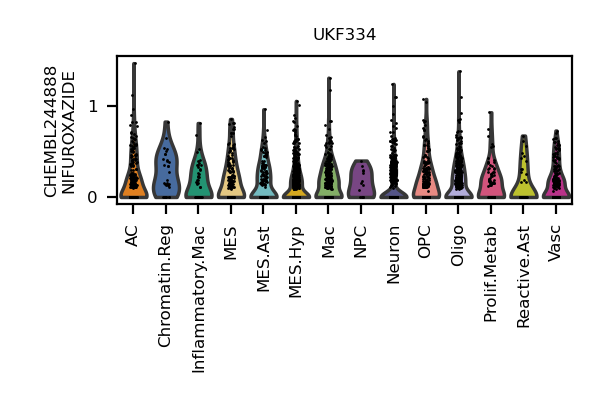 UKF334
CHEMBL244888
NIFUROXAZIDE
1
0
AC
Chromatin.Reg
Inflammatory.Mac
MES
MES.Ast
MES.Hyp
Mac
NPC
Neuron
OPC
Oligo
Prolif.Metab
Reactive.Ast
Vasc